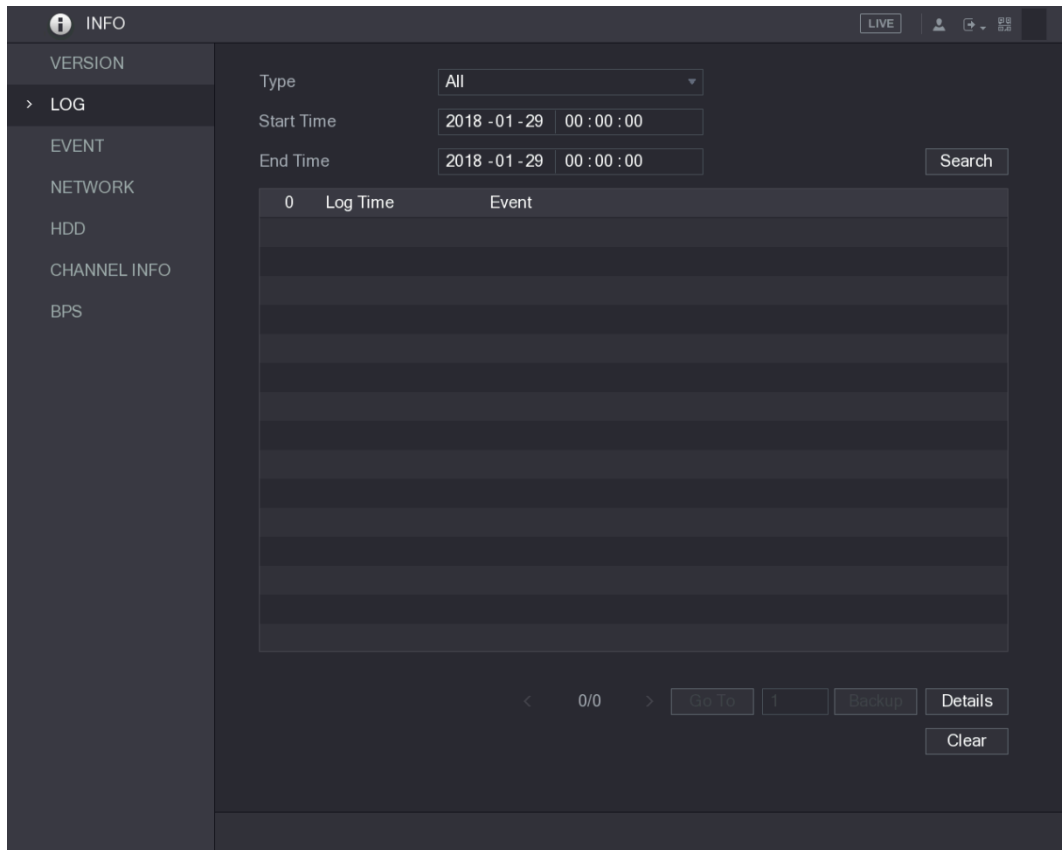 INFO
LIVE
VERSION
LOG
EVENT
NETWORK
HDD
CHANNEL INFO
BPS
Type All
Start Time 2018 -01 -29 00 : 00 : 00
End Time 2018 -01 -29 00 : 00 : 00 Search
0 Log Time Event
< 0/0 > Go To 1 Backup Details
Clear